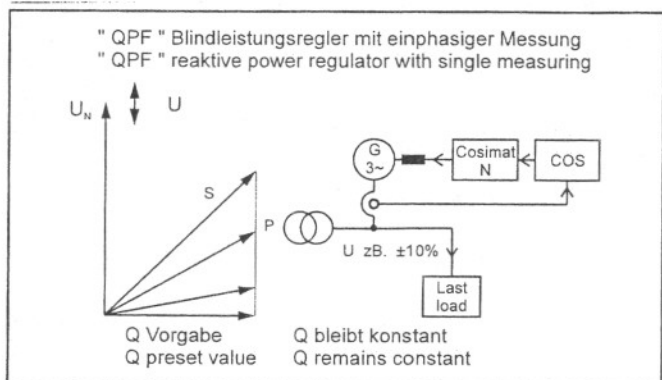 " QPF " Blindleistungsregler mit einphasiger Messung
" QPF " reaktive power regulator with single measuring
U_N U
S
P
G
3~
Cosimat
N
COS
U zB. ±10%
Last
load
Q Vorgabe Q bleibt konstant
Q preset value Q remains constant